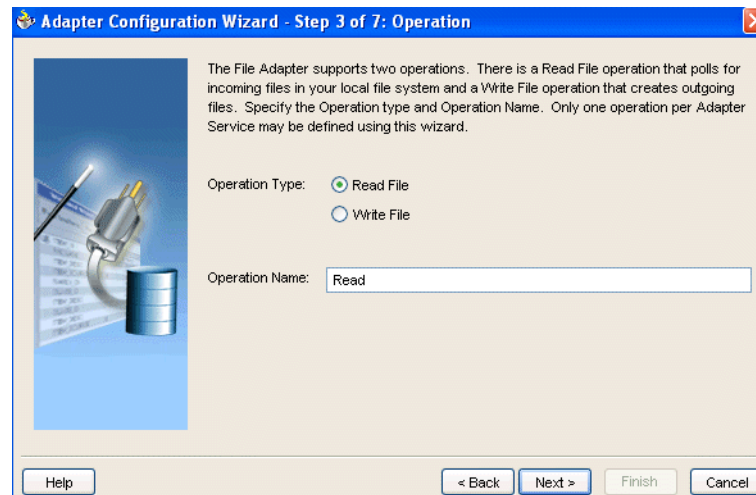 Adapter Configuration Wizard - Step 3 of 7: Operation
The File Adapter supports two operations. There is a Read File operation that polls for
incoming files in your local file system and a Write File operation that creates outgoing
files. Specify the Operation type and Operation Name. Only one operation per Adapter
Service may be defined using this wizard.
Operation Type: Read File
Write File
Operation Name: Read
Help < Back Next > Finish Cancel